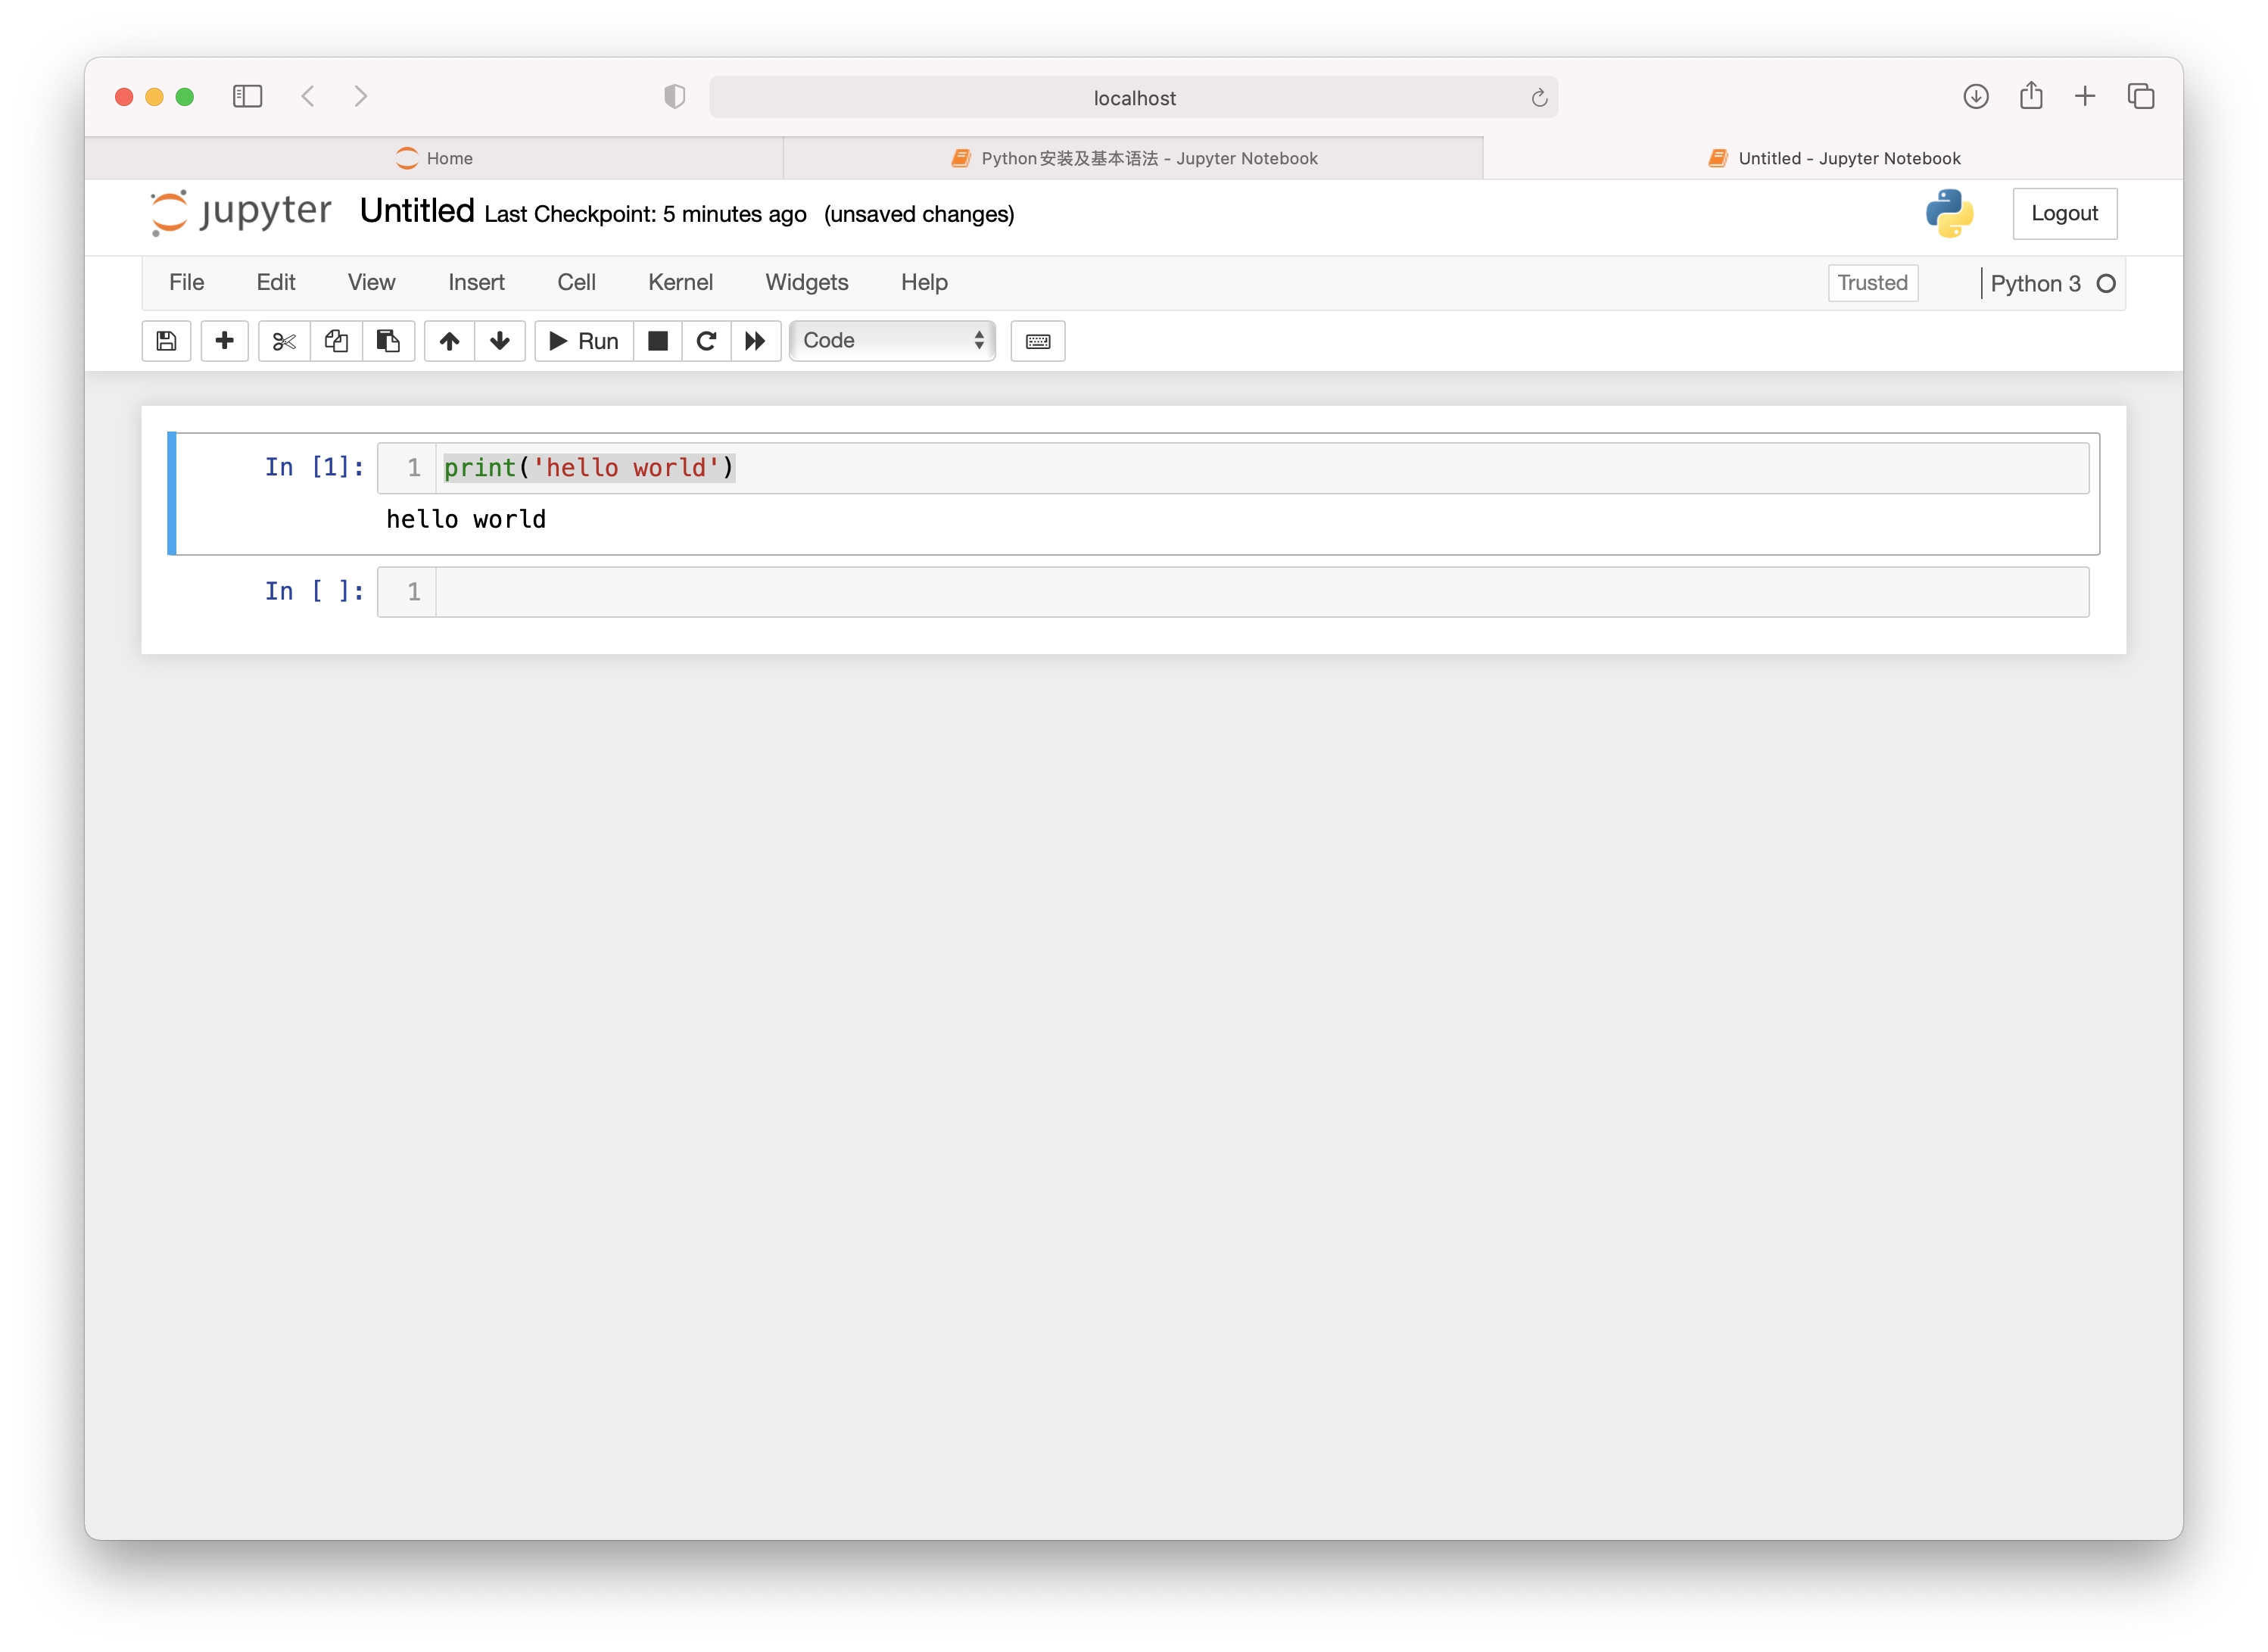 localhost
Home
Python安装及基本语法 - Jupyter Notebook
Untitled - Jupyter Notebook
jupyter Untitled Last Checkpoint: 5 minutes ago (unsaved changes)
Logout
File Edit View Insert Cell Kernel Widgets Help
Trusted
Python 3
Run
Code
In [1]: 1 print('hello world')
hello world
In [ ]: 1